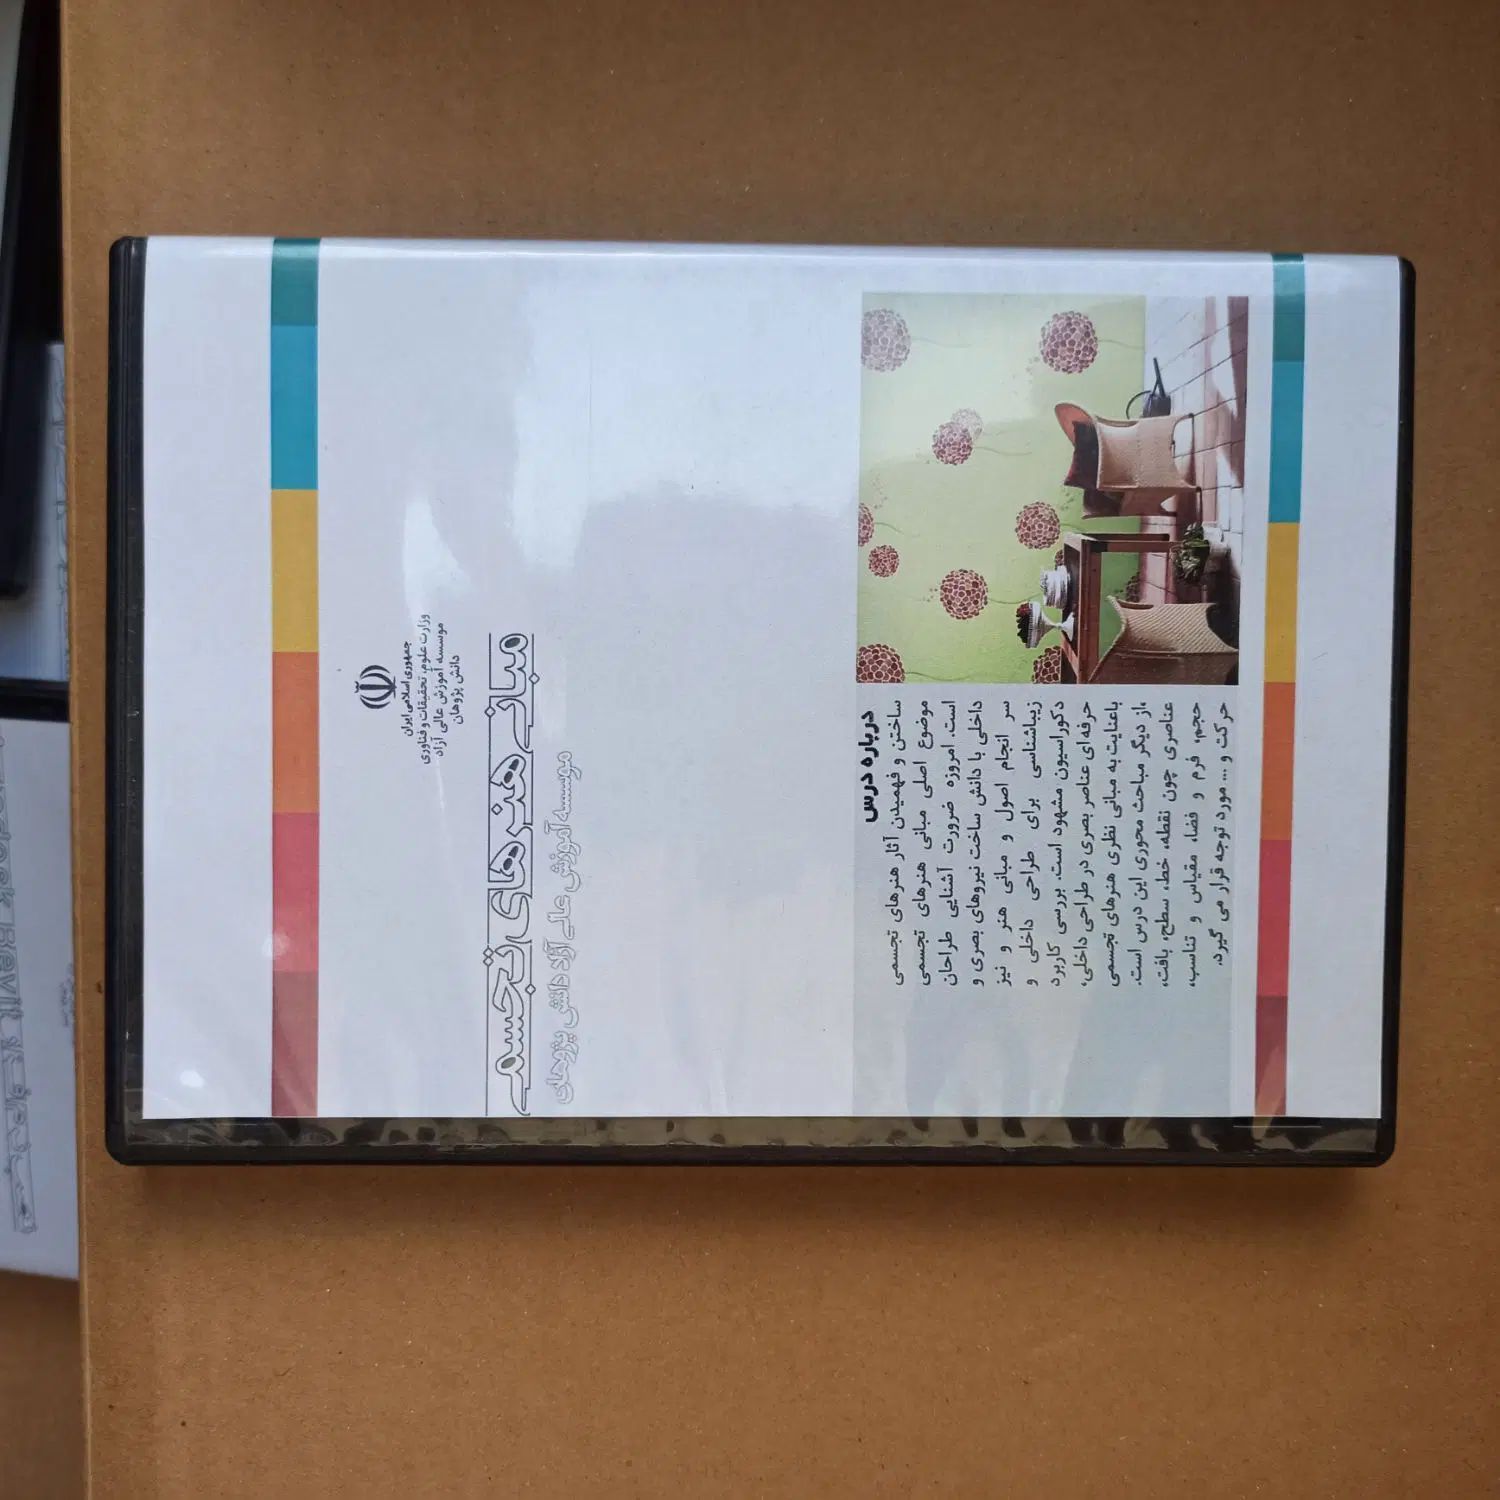 جمهوری اسلامی ایران
وزارت علوم، تحقیقات و فناوری
موسسه آموزش عالی آزاد
دانش پژوهان
مبانی هنرهای تجسمی
موسسه آموزش عالی آزاد دانش پژوهان
درباره درس
ساختن و فهمیدن آثار هنرهای تجسمی
موضوع اصلی مبانی هنرهای تجسمی
است. امروزه ضرورت آشنایی طراحان
داخلی با دانش ساخت نیروهای بصری و
سر انجام اصول و مبانی هنر و نیز
زیباشناسی برای طراحی داخلی و
دکوراسیون مشهود است. بررسی کاربرد
حرفه ای عناصر بصری در طراحی داخلی،
باعنایت به مبانی نظری هنرهای تجسمی
،از دیگر مباحث محوری این درس است.
عناصری چون نقطه، خط، سطح، بافت،
حجم، فرم و فضا، مقیاس و تناسب،
حرکت و ... مورد توجه قرار می گیرد.